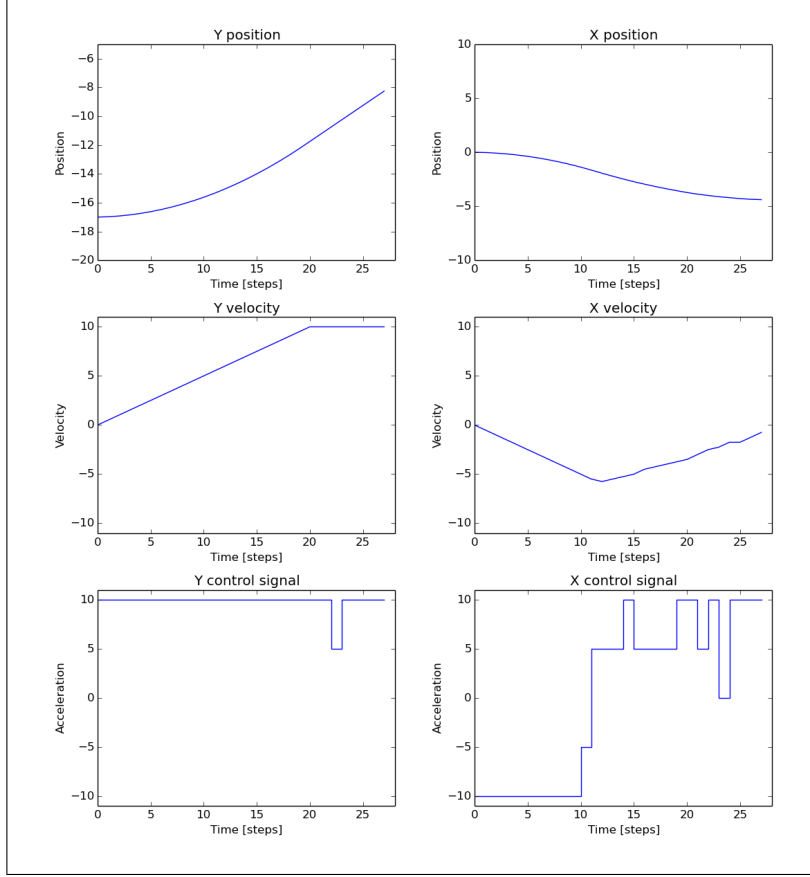 Y position
−6
−8
−10
−12
−14
−16
−18
−20
Position
0 5 10 15 20 25
Time [steps]
X position
10
5
0
−5
−10
Position
0 5 10 15 20 25
Time [steps]
Y velocity
10
5
0
−5
−10
Velocity
0 5 10 15 20 25
Time [steps]
X velocity
10
5
0
−5
−10
Velocity
0 5 10 15 20 25
Time [steps]
Y control signal
10
5
0
−5
−10
Acceleration
0 5 10 15 20 25
Time [steps]
X control signal
10
5
0
−5
−10
Acceleration
0 5 10 15 20 25
Time [steps]